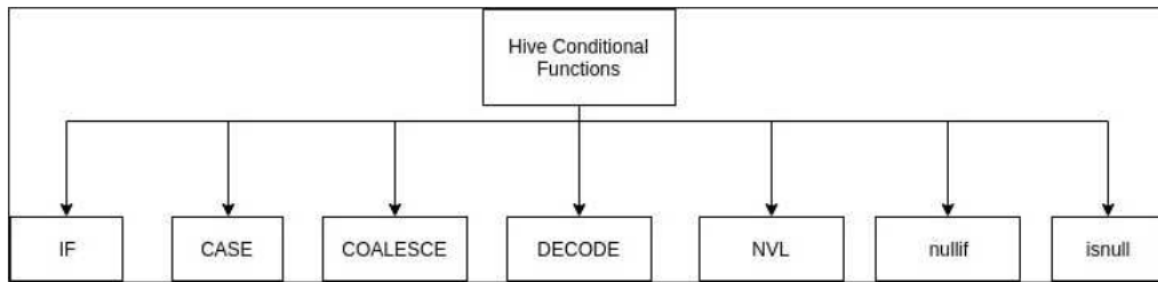 Hive Conditional
Functions
IF
CASE
COALESCE
DECODE
NVL
nullif
isnull